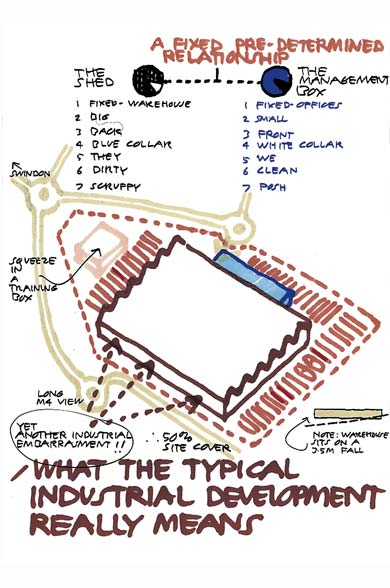 A FIXED PRE-DETERMINED
RELATIONSHIP
THE
SHED
THE
MANAGEMENT
BOX
1 FIXED-WAREHOUSE
2 BIG
3 BACK
4 BLUE COLLAR
5 THEY
6 DIRTY
7 SCRUFFY
1 FIXED-OFFICES
2 SMALL
3 FRONT
4 WHITE COLLAR
5 WE
6 CLEAN
7 POSH
SWINDON
SQUEEZE
IN
A
TRAINING
BOX
LONG
M4 VIEW
YET
ANOTHER INDUSTRIAL
EMBARRASMENT !!
∴ 50%
SITE COVER
NOTE: WAREHOUSE
SITS ON A
3.5M FALL
WHAT THE TYPICAL
INDUSTRIAL DEVELOPMENT
REALLY MEANS